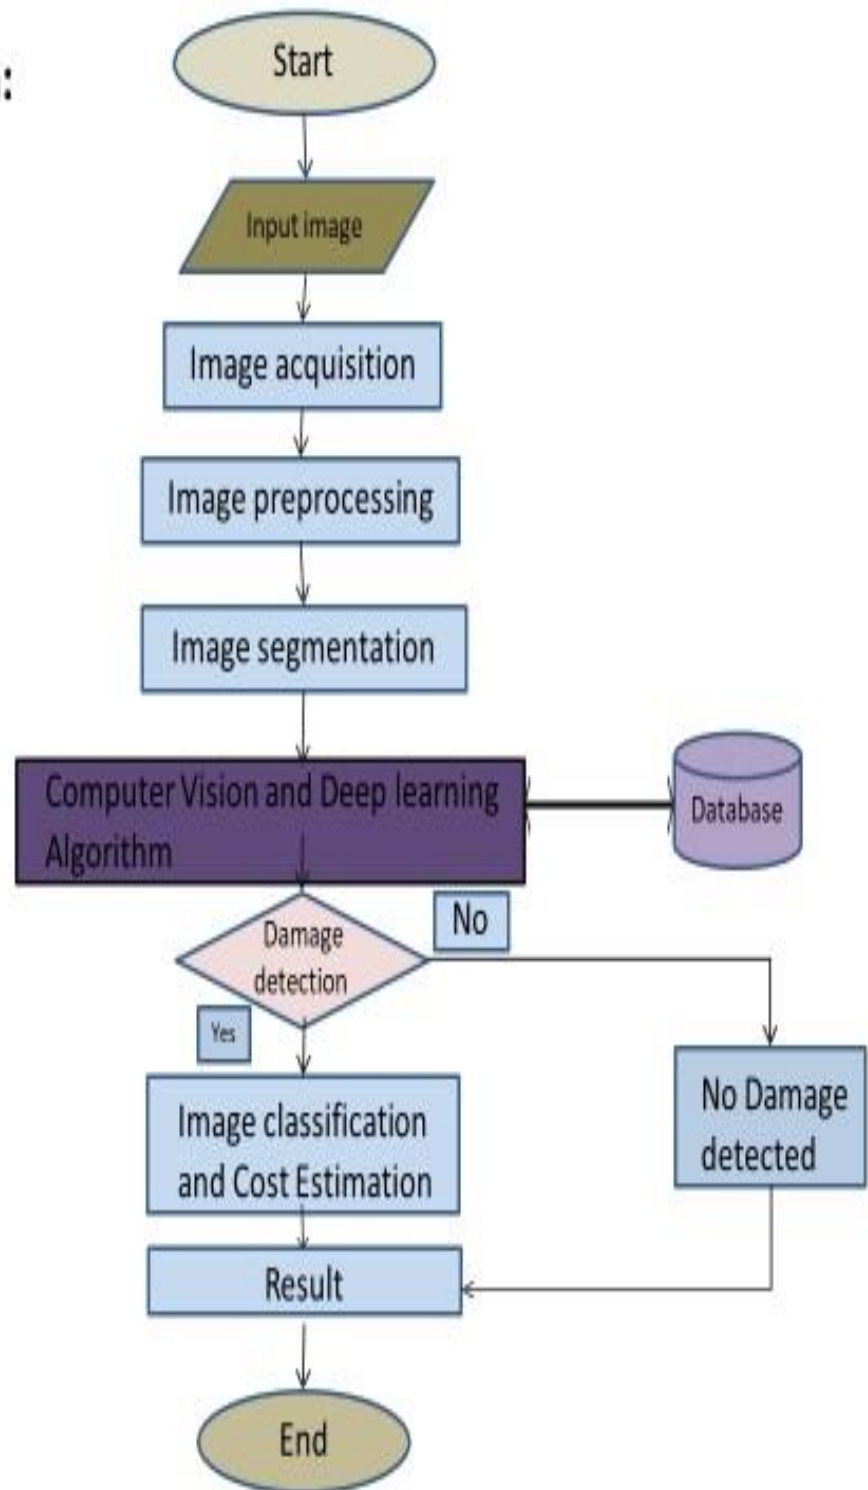 Start
Input image
Image acquisition
Image preprocessing
Image segmentation
Computer Vision and Deep learning
Algorithm
Database
Damage
detection
No
Yes
Image classification
and Cost Estimation
No Damage
detected
Result
End